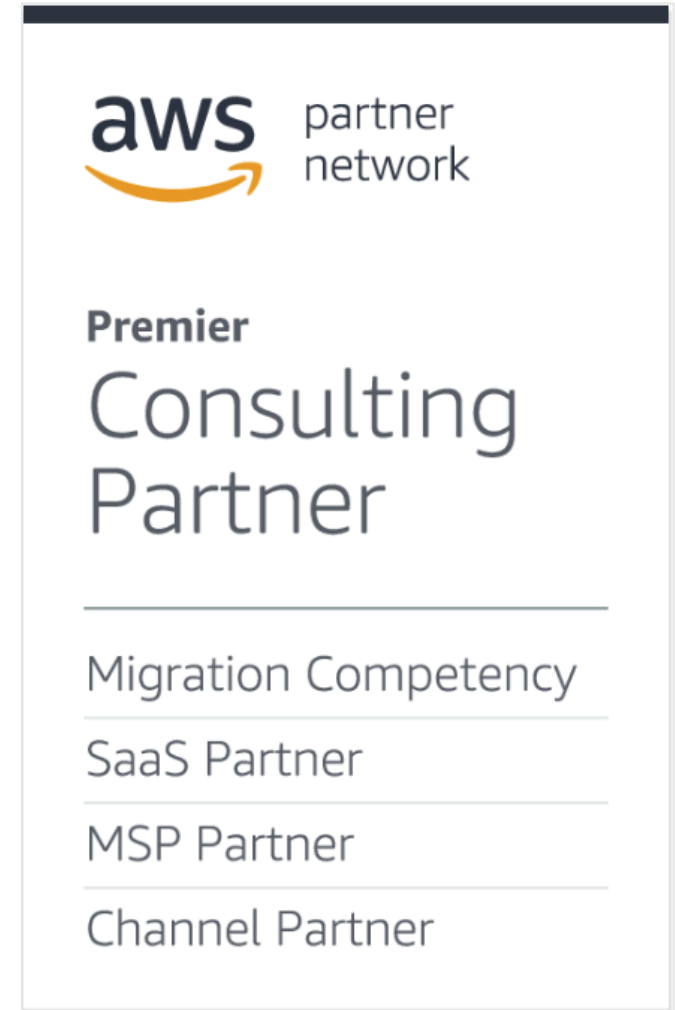 aws
partner
network
Premier
Consulting
Partner
Migration Competency
SaaS Partner
MSP Partner
Channel Partner